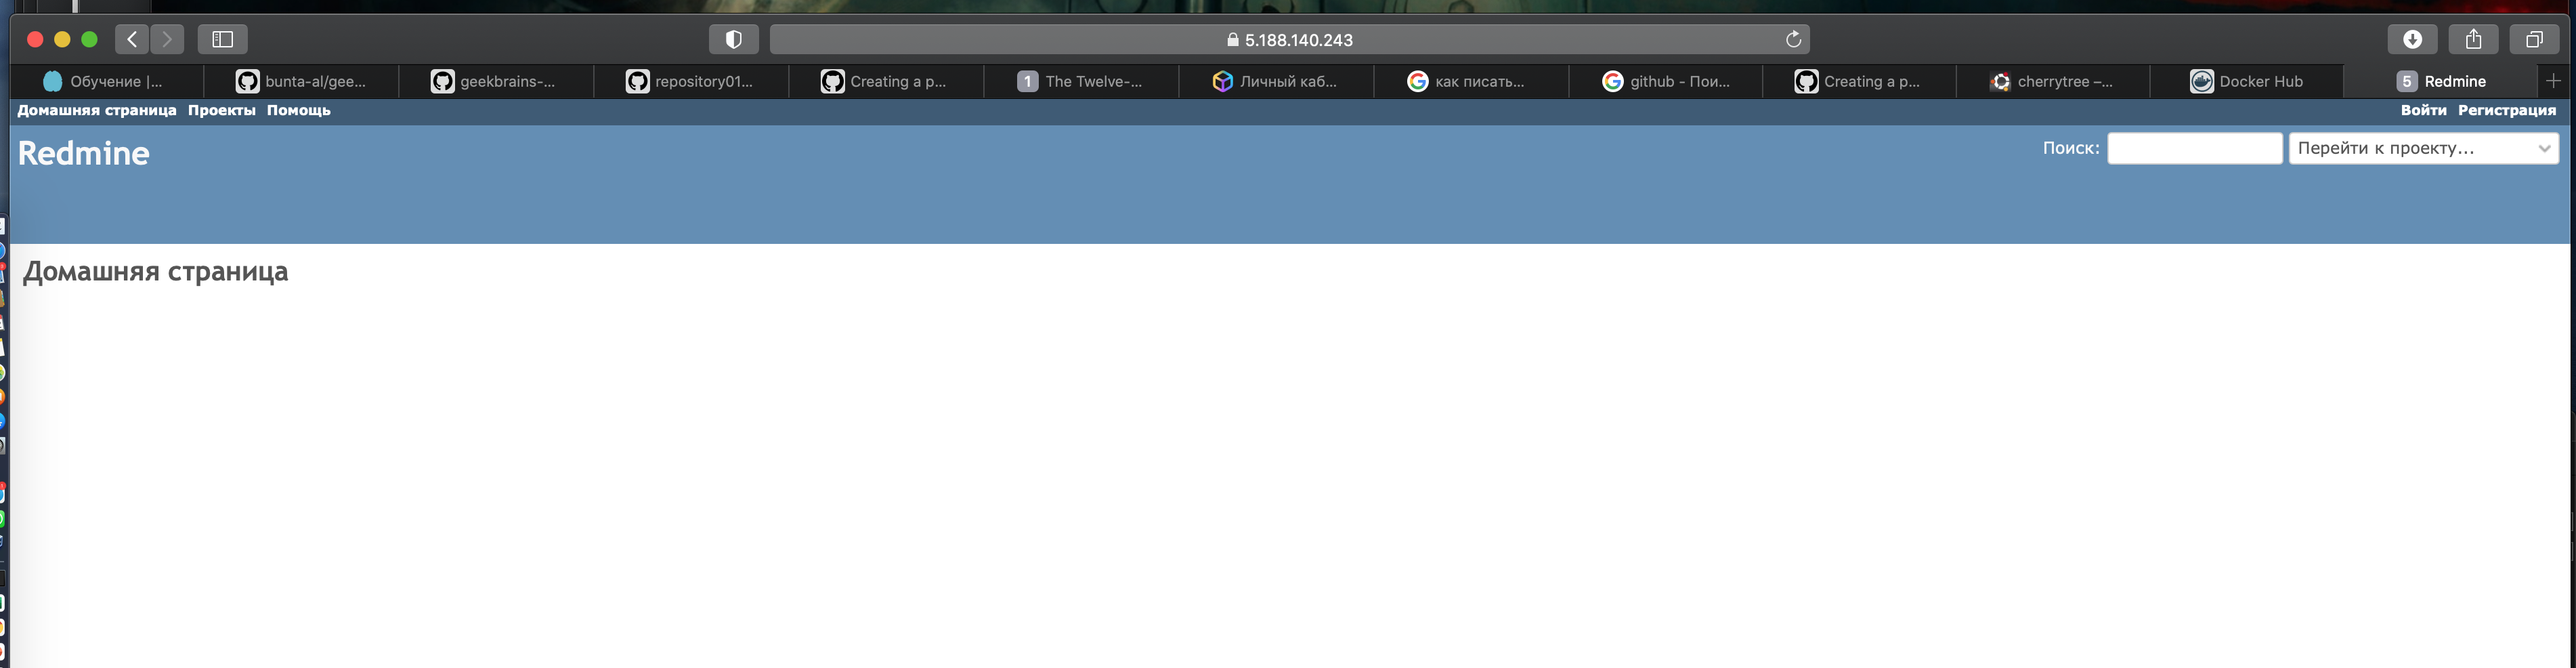 5.188.140.243
Обучение |...
bunta-al/gee...
geekbrains-...
repository01...
Creating a p...
1 The Twelve-...
Личный каб...
как писать...
github - Пои...
Creating a p...
cherrytree –...
Docker Hub
5 Redmine
Домашняя страница Проекты Помощь
Войти Регистрация
Redmine
Поиск: Перейти к проекту...
Домашняя страница